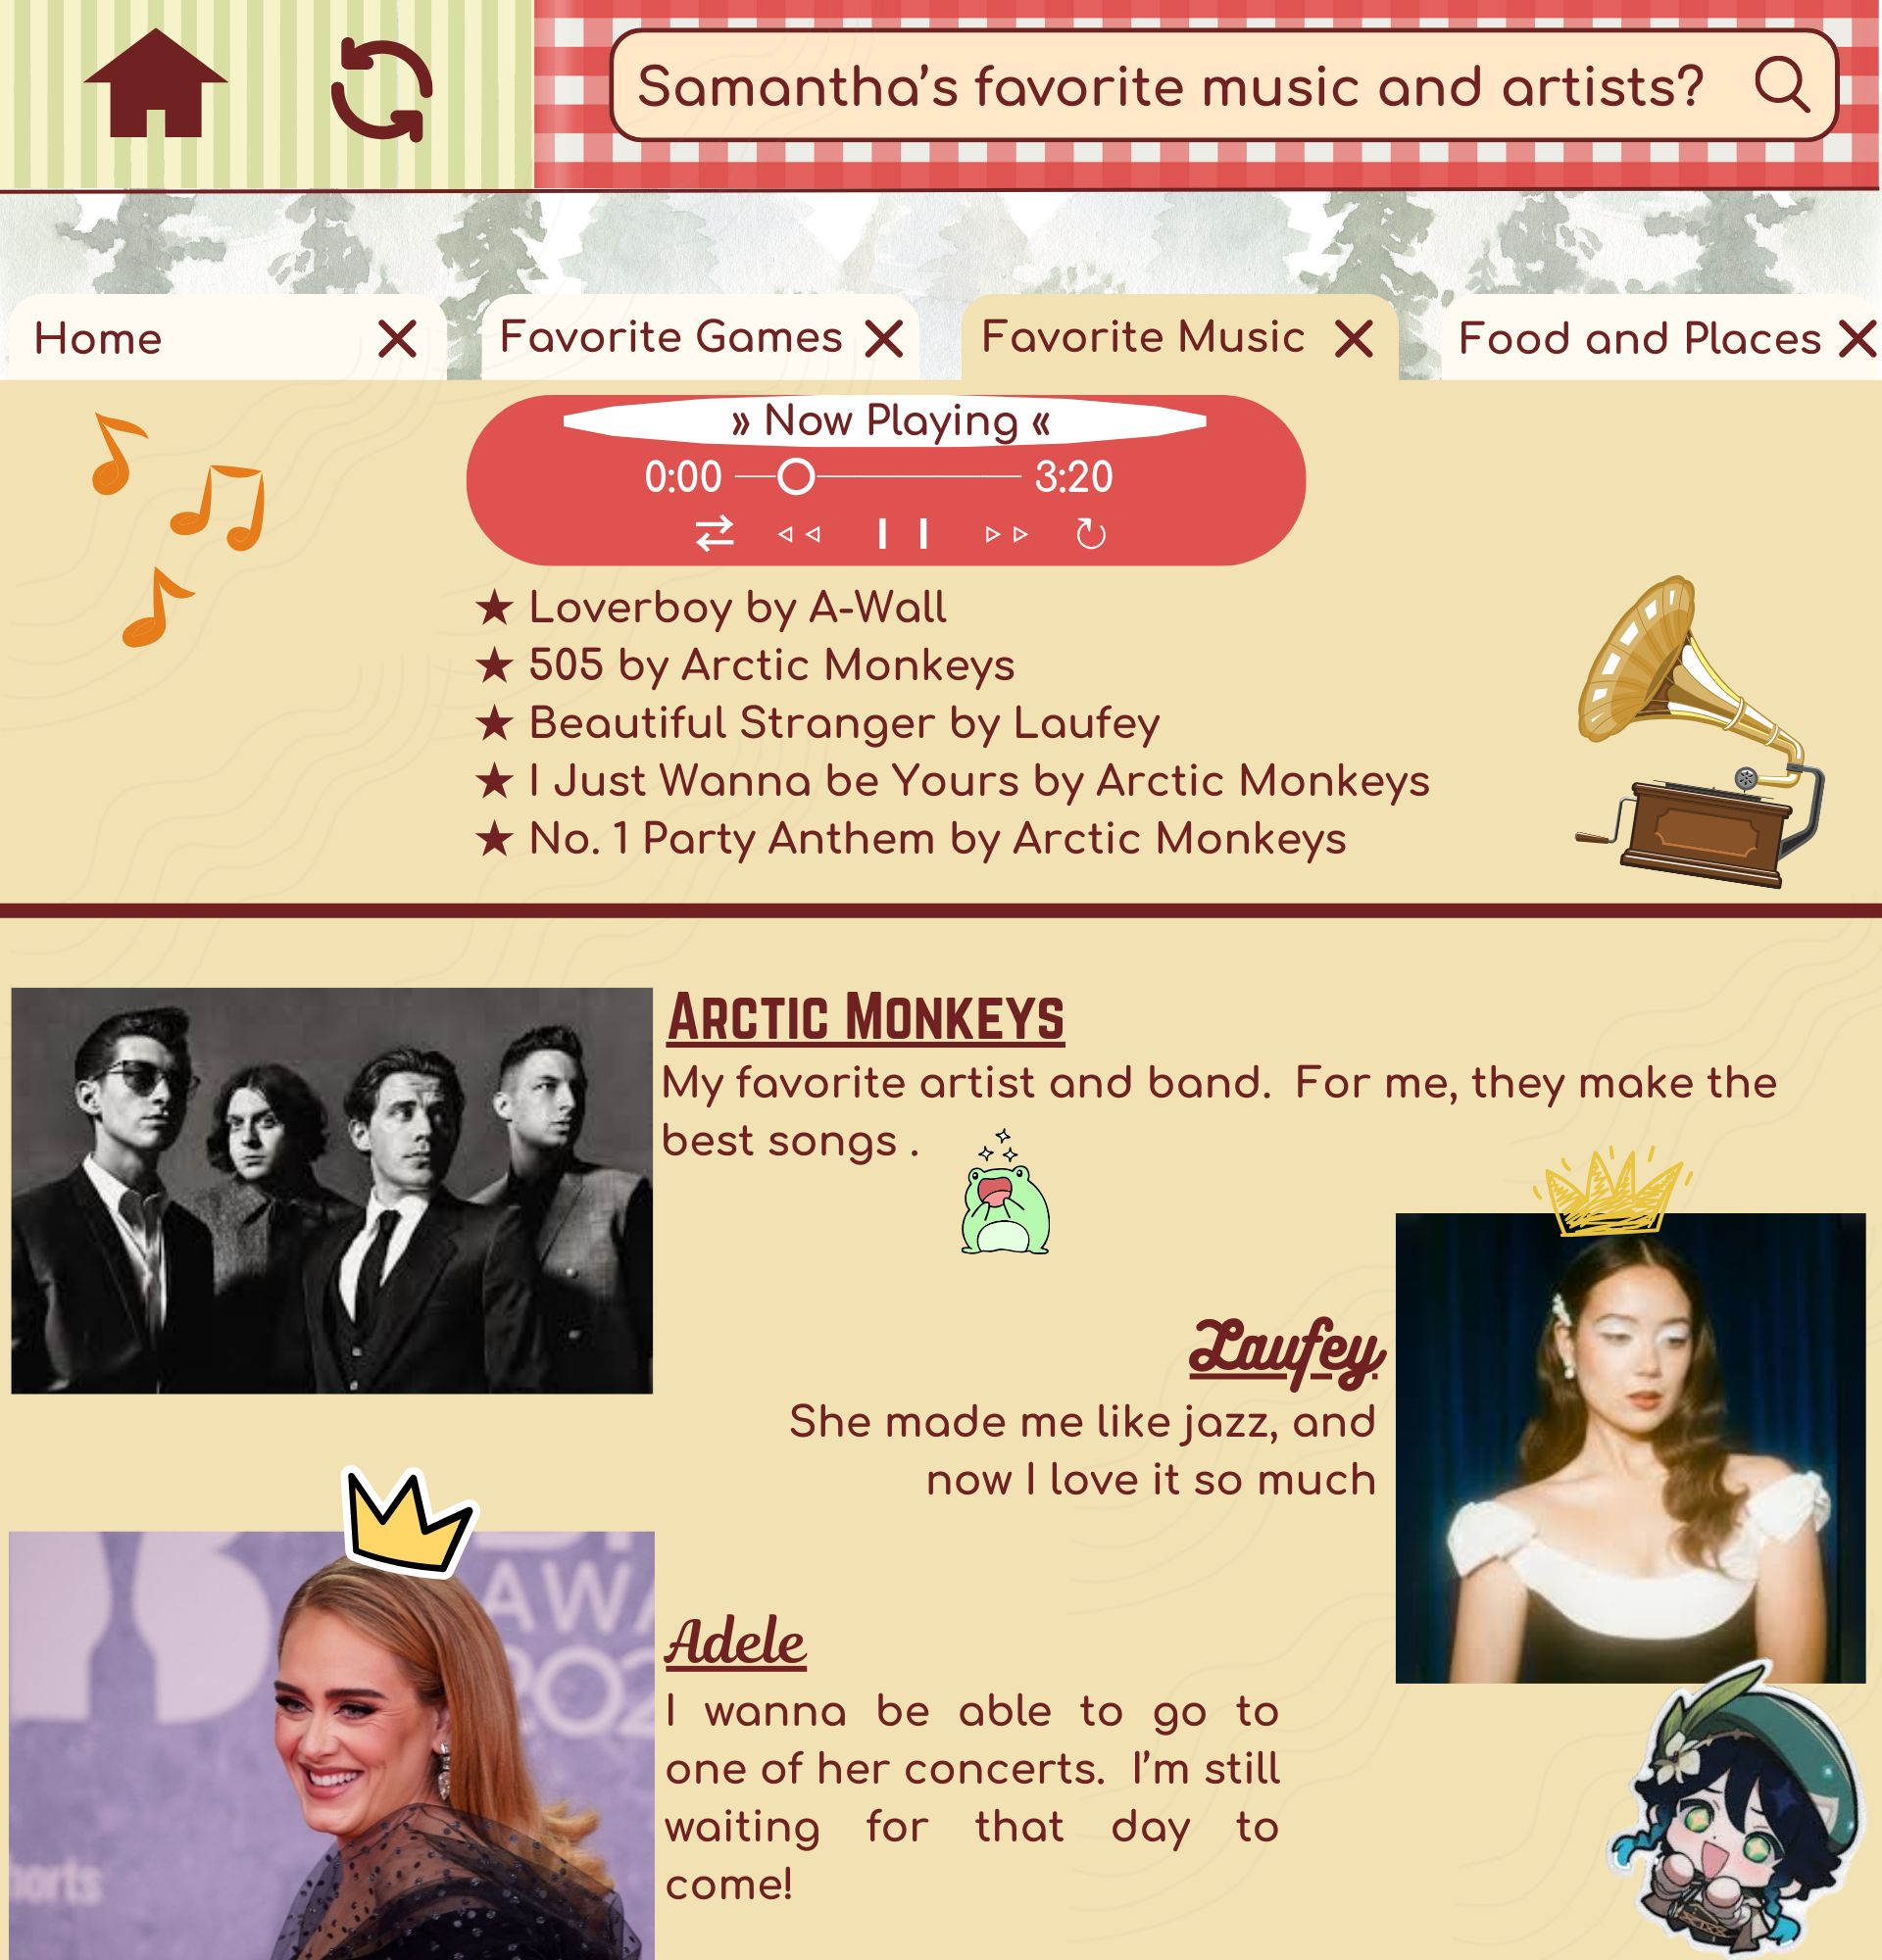 Samantha’s favorite music and artists?
Home
Favorite Games
Favorite Music
Food and Places
» Now Playing «
0:00
3:20
★ Loverboy by A-Wall
★ 505 by Arctic Monkeys
★ Beautiful Stranger by Laufey
★ I Just Wanna be Yours by Arctic Monkeys
★ No. 1 Party Anthem by Arctic Monkeys
Arctic Monkeys
My favorite artist and band. For me, they make the
best songs .
Laufey
She made me like jazz, and
now I love it so much
AWA
202
horts
Adele
I wanna be able to go to
one of her concerts. I’m still
waiting for that day to
come!